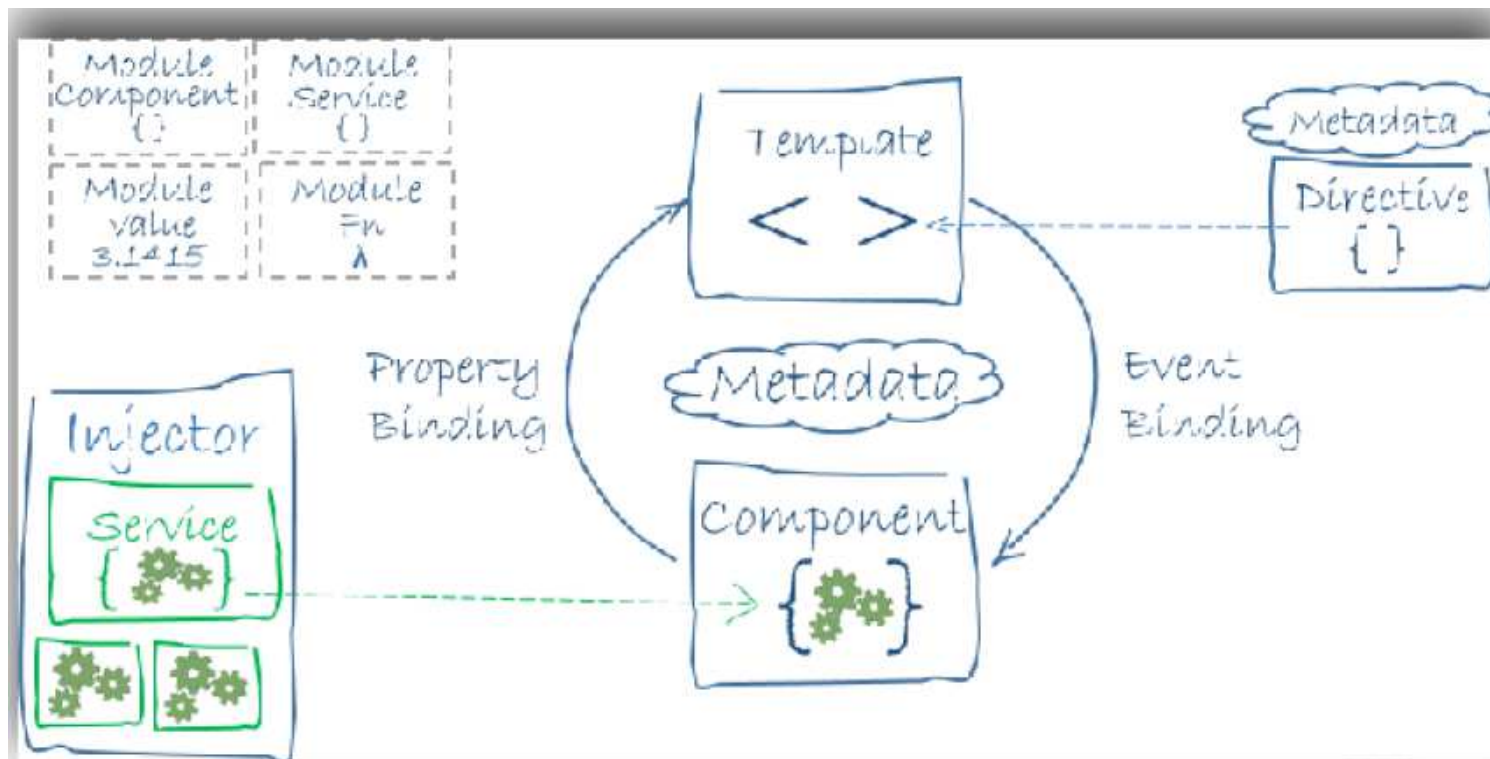 Module
Component
{ }
Module
Service
{ }
Module
value
3.1415
Module
Fn
λ
Template
< >
Metadata
Directive
{ }
Property
Binding
Metadata
Event
Binding
Injector
Service
{ }
Component
{ }